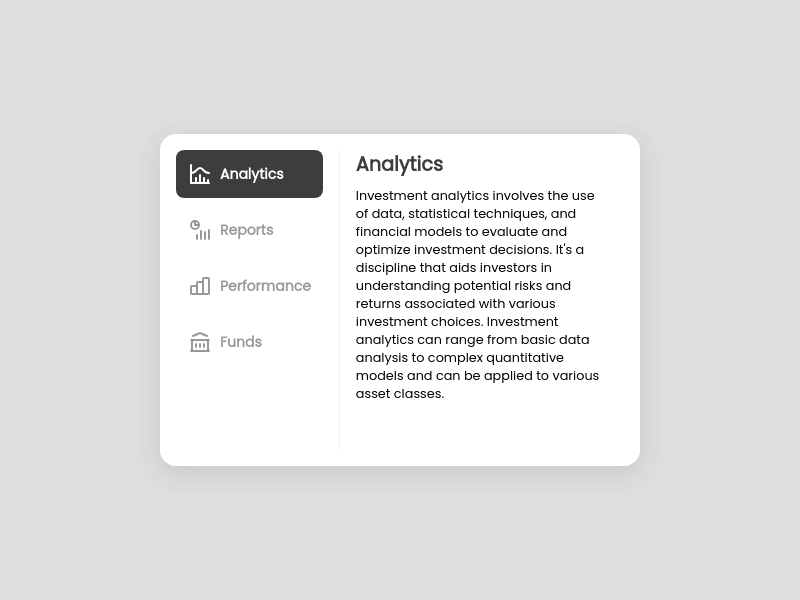 Analytics
Reports
Performance
Funds
Analytics
Investment analytics involves the use
of data, statistical techniques, and
financial models to evaluate and
optimize investment decisions. It's a
discipline that aids investors in
understanding potential risks and
returns associated with various
investment choices. Investment
analytics can range from basic data
analysis to complex quantitative
models and can be applied to various
asset classes.